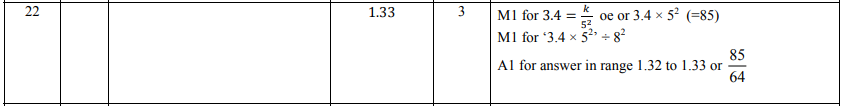 22 1.33 3 M1 for 3.4 = k/5² oe or 3.4 × 5² (=85)
M1 for ‘3.4 × 5²’ ÷ 8²
A1 for answer in range 1.32 to 1.33 or 85/64